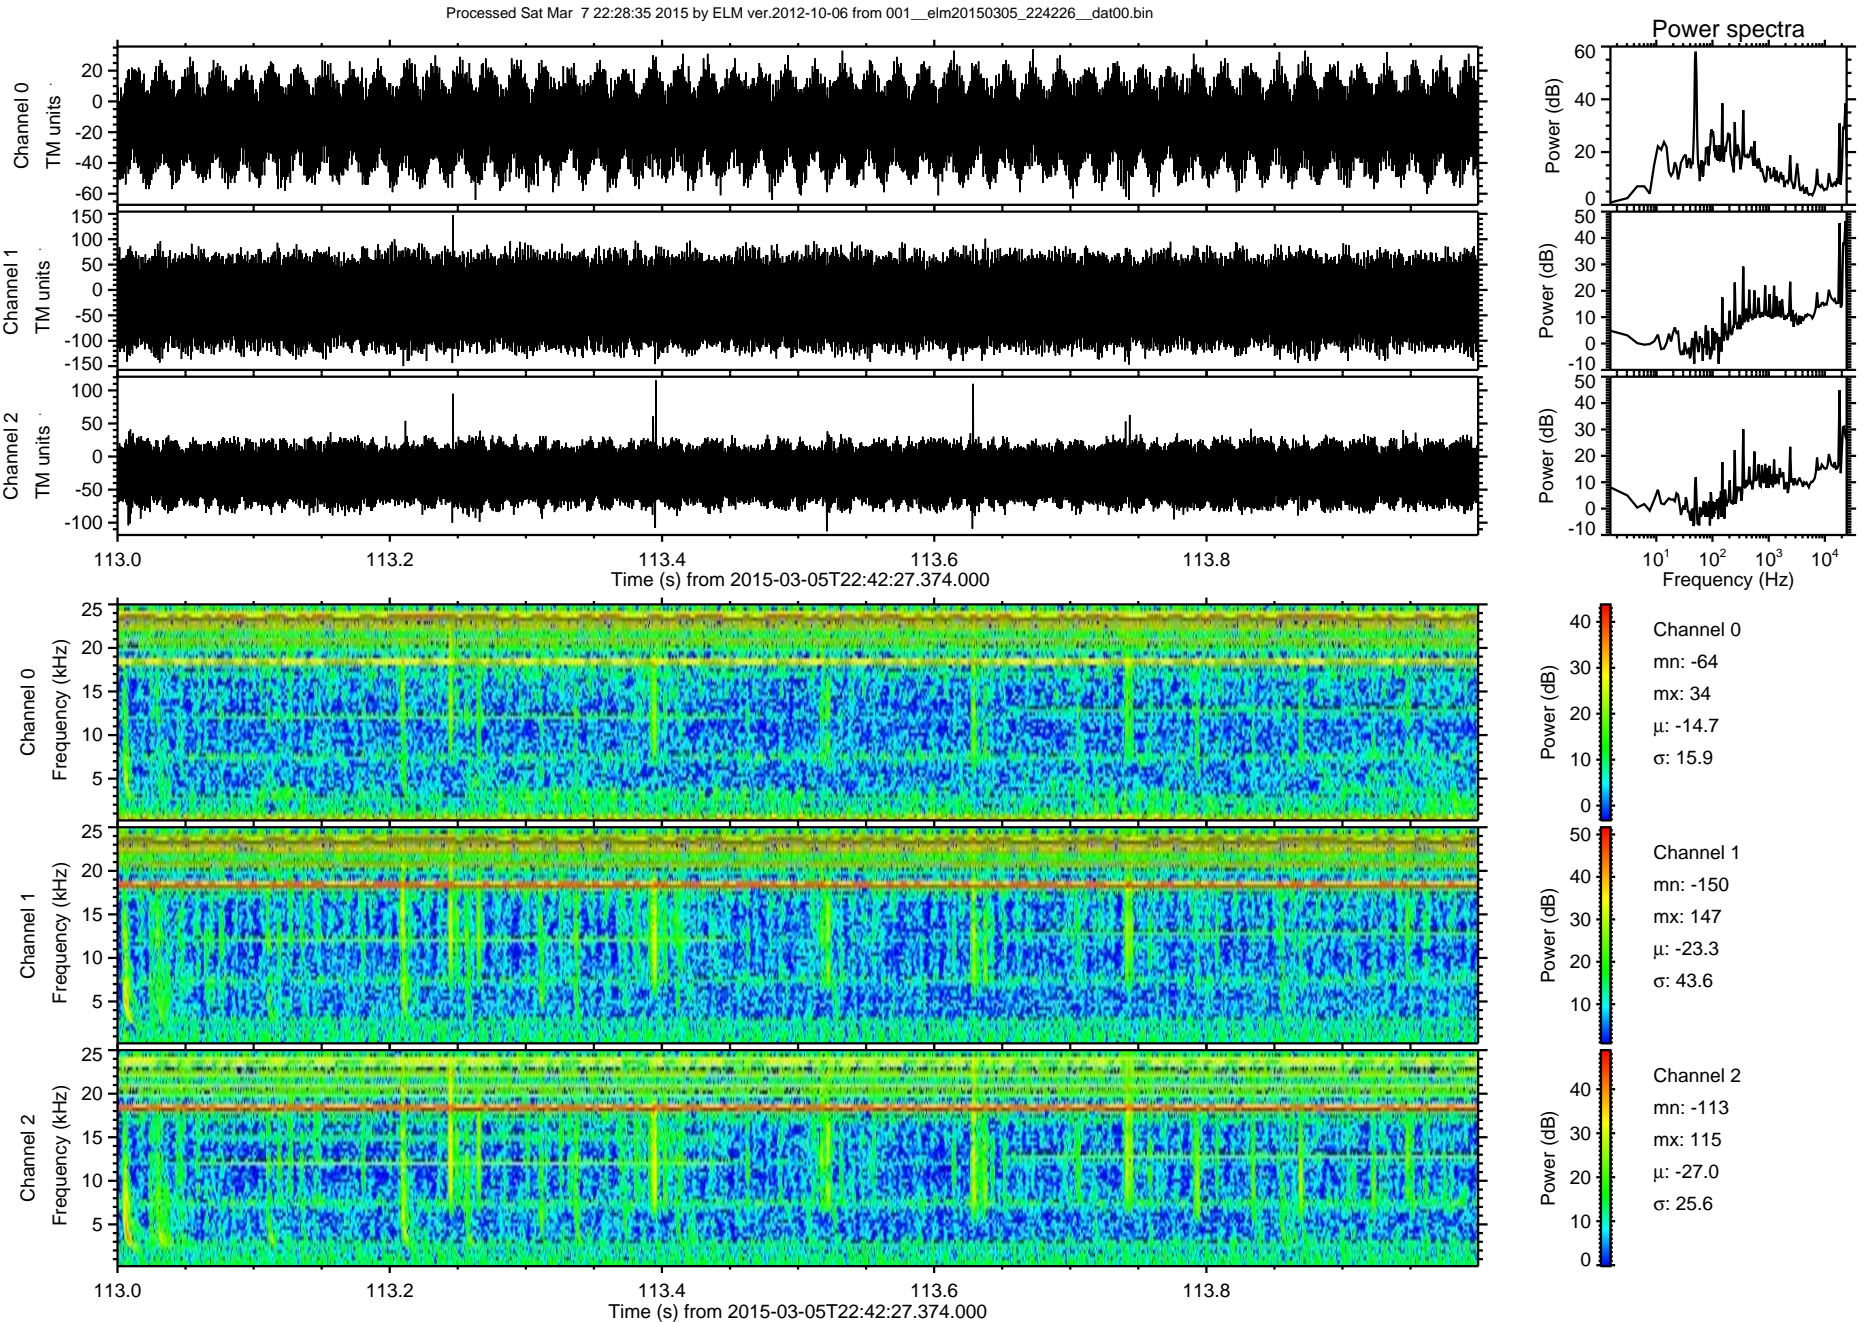 Processed Sat Mar  7 22:28:35 2015 by ELM ver.2012-10-06 from 001__elm20150305_224226__dat00.bin
Power spectra
Channel 0
TM units
20
0
-20
-40
-60
Power (dB)
60
40
20
0
Channel 1
TM units
150
100
50
0
-50
-100
-150
Power (dB)
50
40
30
20
10
0
-10
Channel 2
TM units
100
50
0
-50
-100
Power (dB)
50
40
30
20
10
0
-10
113.0 113.2 113.4 113.6 113.8
Time (s) from 2015-03-05T22:42:27.374.000
10¹ 10² 10³ 10⁴
Frequency (Hz)
Channel 0
Frequency (kHz)
25
20
15
10
5
Power (dB)
40
30
20
10
0
Channel 0
mn: -64
mx: 34
µ: -14.7
σ: 15.9
Channel 1
Frequency (kHz)
25
20
15
10
5
Power (dB)
50
40
30
20
10
Channel 1
mn: -150
mx: 147
µ: -23.3
σ: 43.6
Channel 2
Frequency (kHz)
25
20
15
10
5
Power (dB)
40
30
20
10
0
Channel 2
mn: -113
mx: 115
µ: -27.0
σ: 25.6
113.0 113.2 113.4 113.6 113.8
Time (s) from 2015-03-05T22:42:27.374.000